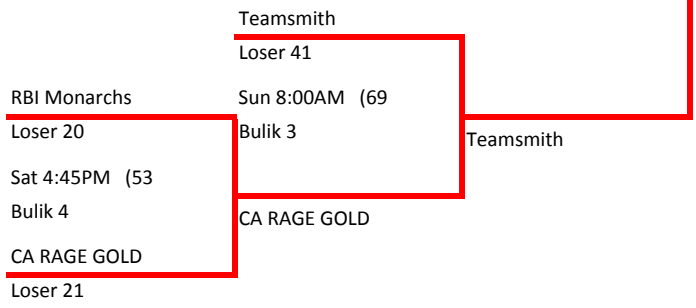 Teamsmith
Loser 41
RBI Monarchs
Sun 8:00AM (69
Loser 20
Bulik 3
Teamsmith
Sat 4:45PM (53
Bulik 4
CA RAGE GOLD
CA RAGE GOLD
Loser 21